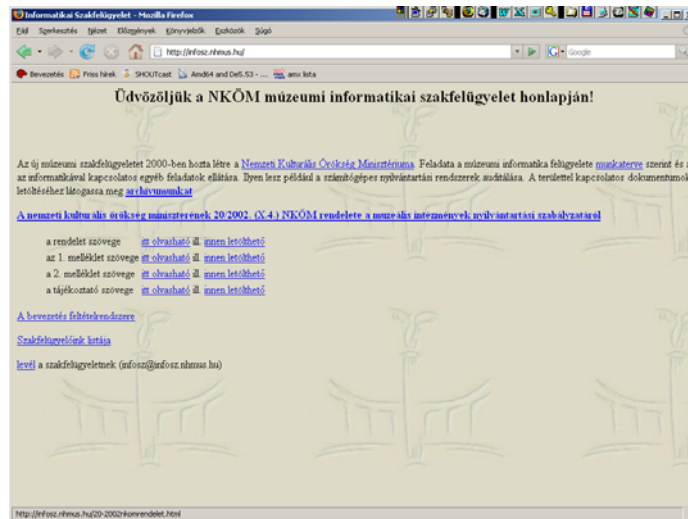 Informatikai Szakfelügyelet - Mozilla Firefox
Fájl Szerkesztés Nézet Előzmények Könyvjelzők Eszközök Súgó
http://infosz.nhmus.hu/ Google
Bevezetés Friss hírek SHOUTcast Amd64 and De5.53 - ... amx lista
Üdvözöljük a NKÖM múzeumi informatikai szakfelügyelet honlapján!
Az új múzeumi szakfelügyeletet 2000-ben hozta létre a Nemzeti Kulturális Örökség Minisztériuma. Feladata a múzeumi informatika felügyelete munkaterve szerint és
az informatikával kapcsolatos egyéb feladatok ellátása. Ilyen lesz például a számítógépes nyilvántartási rendszerek auditálása. A területtel kapcsolatos dokumentumok
letöltéséhez látogassa meg archívumunkat
A nemzeti kulturális örökség miniszterének 20/2002. (X.4.) NKÖM rendelete a muzeális intézmények nyilvántartási szabályzatáról
a rendelet szövege itt olvasható ill. innen letölthető
az 1. melléklet szövege itt olvasható ill. innen letölthető
a 2. melléklet szövege itt olvasható ill. innen letölthető
a tájékoztató szövege itt olvasható ill. innen letölthető
A bevezetés feltételrendszere
Szakfelügyelőink listája
levél a szakfelügyeletnek (infosz@infosz.nhmus.hu)
http://infosz.nhmus.hu/20-2002nkomrendelet.html